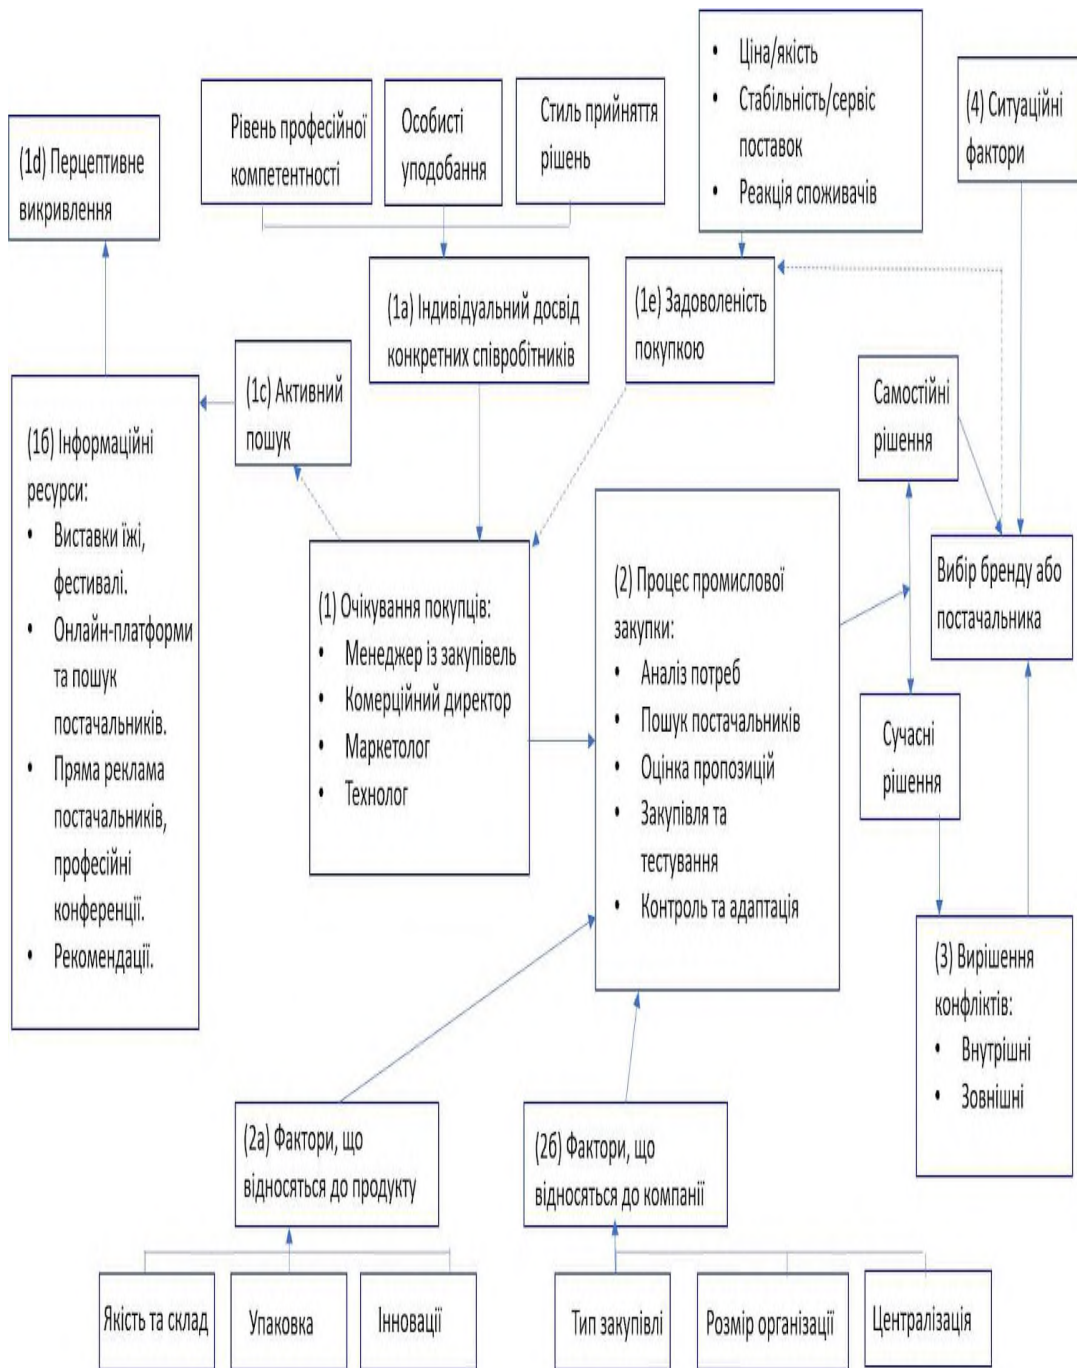 • Ціна/якість
• Стабільність/сервіс
поставок
• Реакція споживачів
(4) Ситуаційні
фактори
Рівень професійної
компетентності
Особисті
уподобання
Стиль прийняття
рішень
(1d) Перцептивне
викривлення
(1а) Індивідуальний досвід
конкретних співробітників
(1е) Задоволеність
покупкою
(1с) Активний
пошук
Самостійні
рішення
(1б) Інформаційні
ресурси:
• Виставки їжі,
фестивалі.
• Онлайн-платформи
та пошук
постачальників.
• Пряма реклама
постачальників,
професійні
конференції.
• Рекомендації.
(1) Очікування покупців:
• Менеджер із закупівель
• Комерційний директор
• Маркетолог
• Технолог
(2) Процес промислової
закупки:
• Аналіз потреб
• Пошук постачальників
• Оцінка пропозицій
• Закупівля та
тестування
• Контроль та адаптація
Вибір бренду або
постачальника
Сучасні
рішення
(3) Вирішення
конфліктів:
• Внутрішні
• Зовнішні
(2а) Фактори, що
відносяться до продукту
(2б) Фактори, що
відносяться до компанії
Якість та склад
Упаковка
Інновації
Тип закупівлі
Розмір організації
Централізація